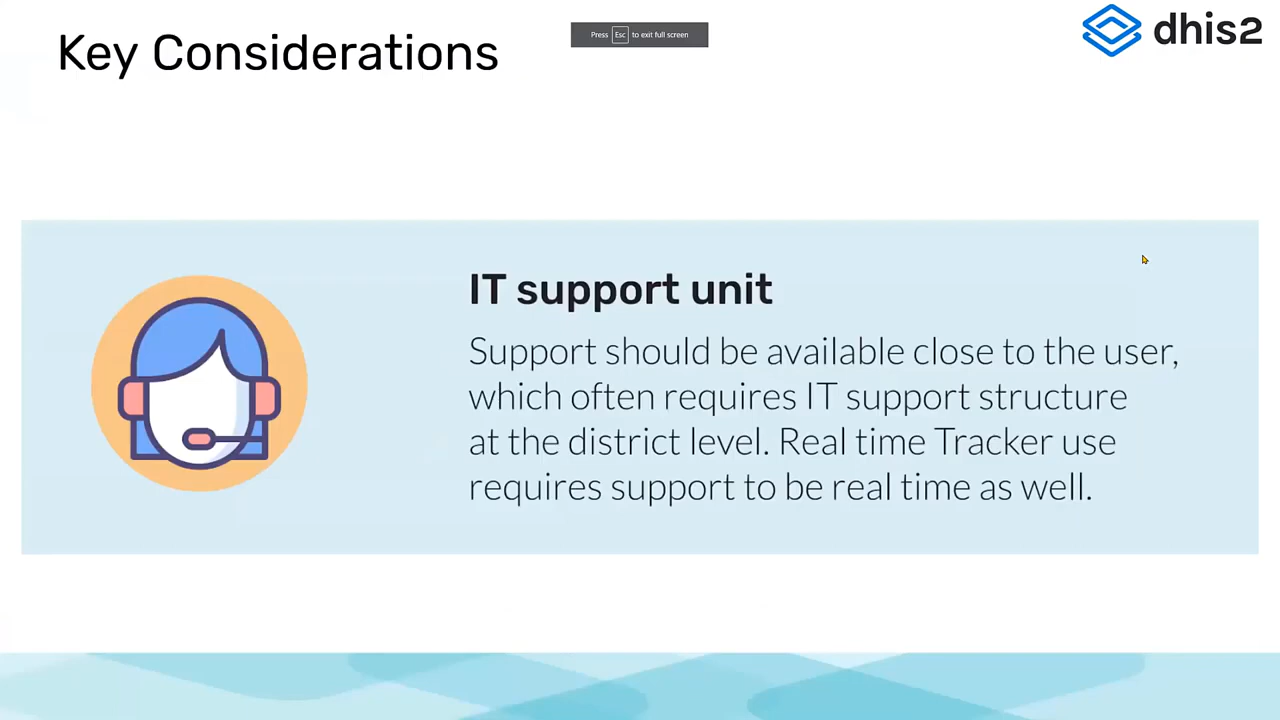 Key Considerations
Press Esc to exit full screen
dhis2
IT support unit
Support should be available close to the user,
which often requires IT support structure
at the district level. Real time Tracker use
requires support to be real time as well.